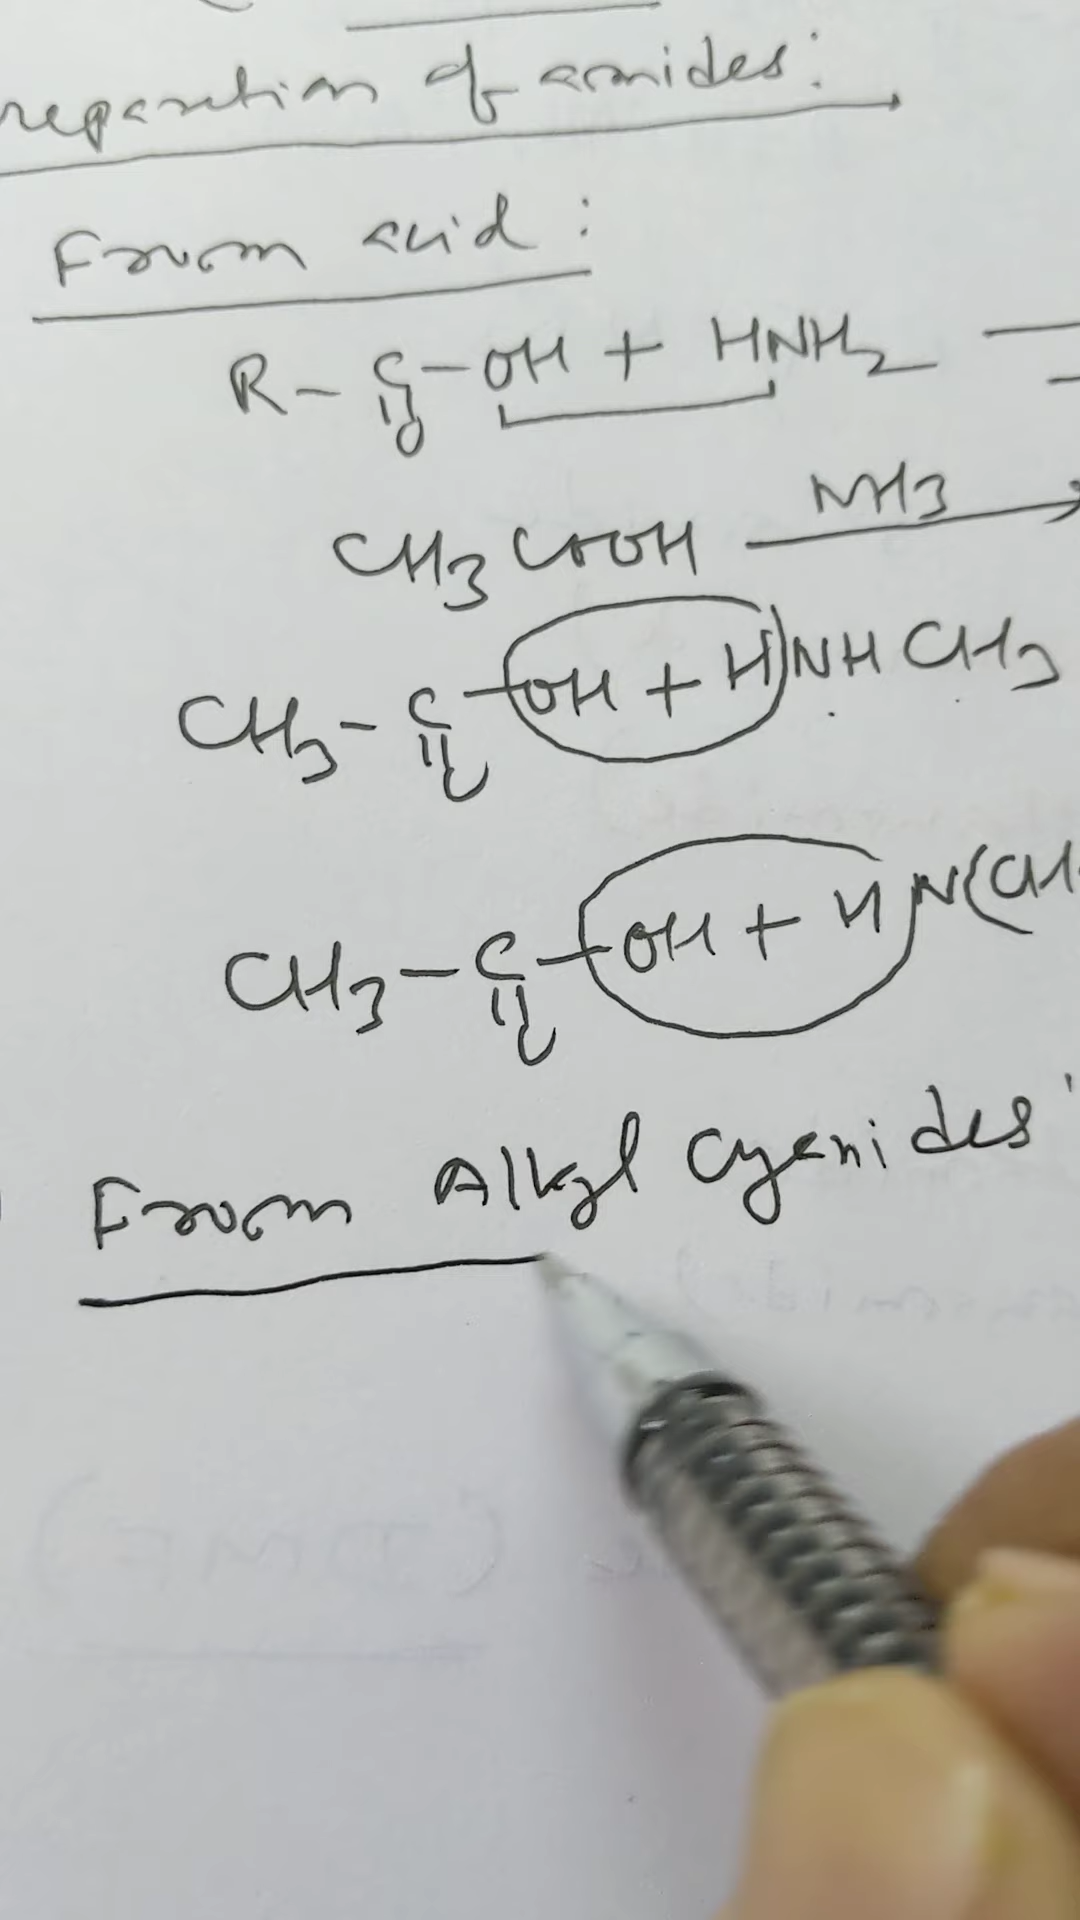 reparation of amides:
From acid:
R-C-OH + HNH2
O
CH3COOH NH3
CH3-C-OH + HNHCH3
O
CH3-C-OH + HN(CH
O
From Alkyl Cyanides